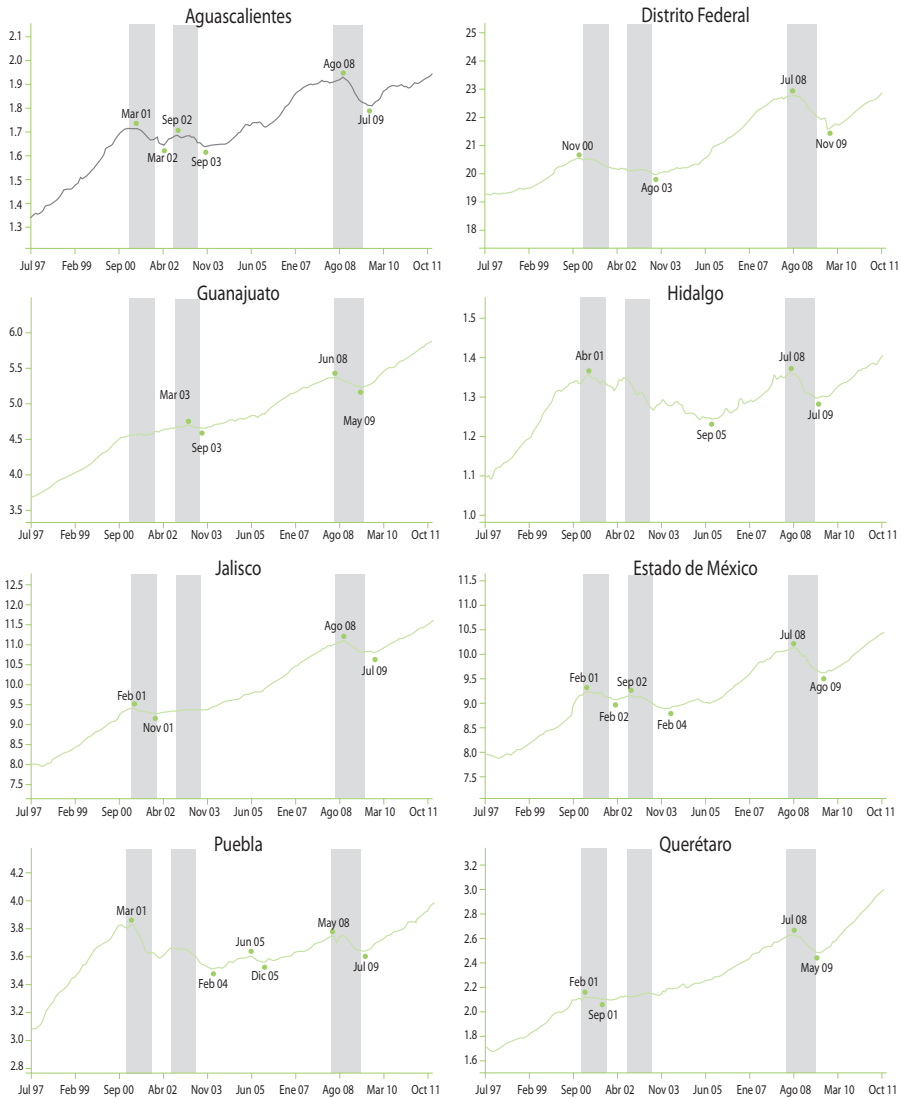 Aguascalientes
2.1
2.0
1.9
1.8
1.7
1.6
1.5
1.4
1.3
Mar 01
Mar 02
Sep 02
Sep 03
Ago 08
Jul 09
Jul 97 Feb 99 Sep 00 Abr 02 Nov 03 Jun 05 Ene 07 Ago 08 Mar 10 Oct 11
Distrito Federal
25
24
23
22
21
20
19
18
Nov 00
Ago 03
Jul 08
Nov 09
Jul 97 Feb 99 Sep 00 Abr 02 Nov 03 Jun 05 Ene 07 Ago 08 Mar 10 Oct 11
Guanajuato
6.0
5.5
5.0
4.5
4.0
3.5
Mar 03
Sep 03
Jun 08
May 09
Jul 97 Feb 99 Sep 00 Abr 02 Nov 03 Jun 05 Ene 07 Ago 08 Mar 10 Oct 11
Hidalgo
1.5
1.4
1.3
1.2
1.1
1.0
Abr 01
Sep 05
Jul 08
Jul 09
Jul 97 Feb 99 Sep 00 Abr 02 Nov 03 Jun 05 Ene 07 Ago 08 Mar 10 Oct 11
Jalisco
12.5
12.0
11.5
11.0
10.5
10.0
9.5
9.0
8.5
8.0
7.5
Feb 01
Nov 01
Ago 08
Jul 09
Jul 97 Feb 99 Sep 00 Abr 02 Nov 03 Jun 05 Ene 07 Ago 08 Mar 10 Oct 11
Estado de México
11.5
11.0
10.5
10.0
9.5
9.0
8.0
7.5
Feb 01
Feb 02
Sep 02
Feb 04
Jul 08
Ago 09
Jul 97 Feb 99 Sep 00 Abr 02 Nov 03 Jun 05 Ene 07 Ago 08 Mar 10 Oct 11
Puebla
4.2
4.0
3.8
3.6
3.4
3.2
3.0
2.8
Mar 01
Feb 04
Jun 05
Dic 05
May 08
Jul 09
Jul 97 Feb 99 Sep 00 Abr 02 Nov 03 Jun 05 Ene 07 Ago 08 Mar 10 Oct 11
Querétaro
3.2
3.0
2.8
2.6
2.4
2.2
2.0
1.8
1.6
Feb 01
Sep 01
Jul 08
May 09
Jul 97 Feb 99 Sep 00 Abr 02 Nov 03 Jun 05 Ene 07 Ago 08 Mar 10 Oct 11